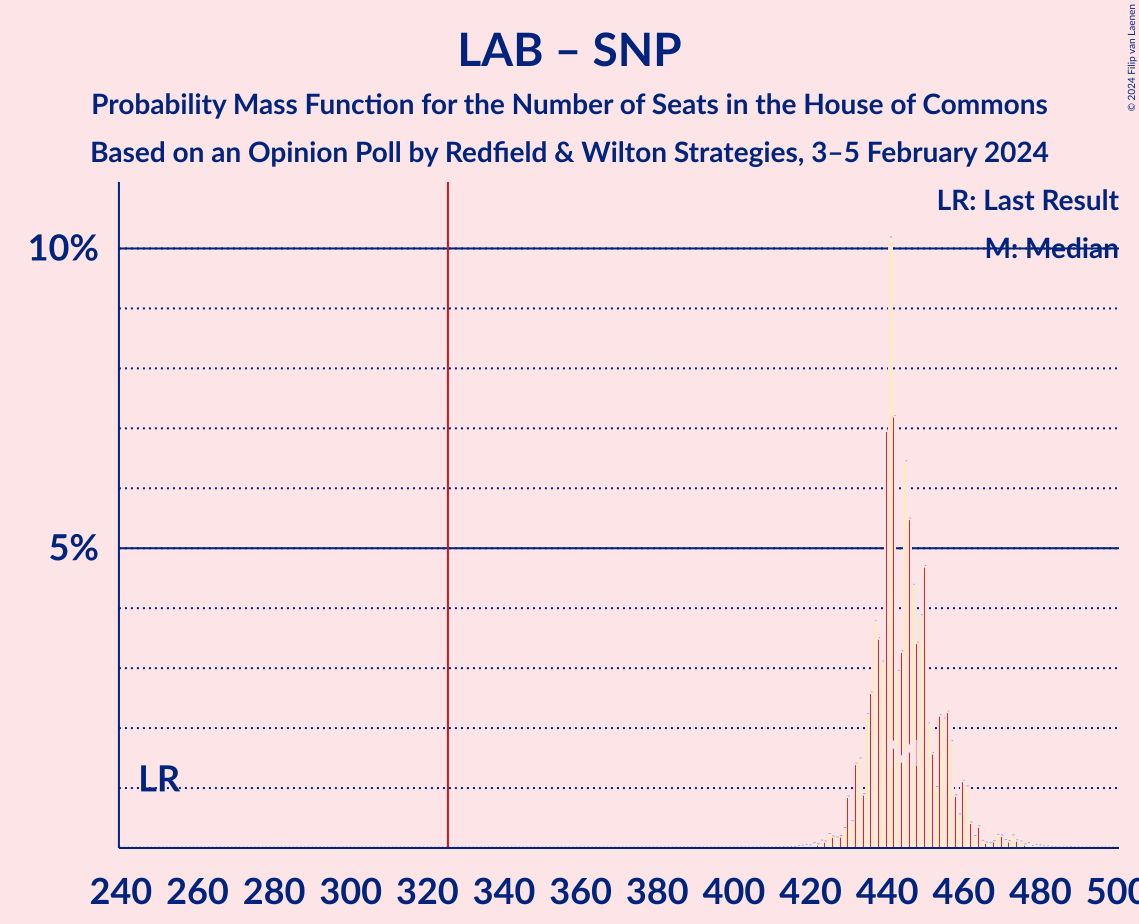 LAB – SNP
Probability Mass Function for the Number of Seats in the House of Commons
Based on an Opinion Poll by Redfield & Wilton Strategies, 3–5 February 2024
© 2024 Filip van Laenen
LR: Last Result
M: Median
10%
5%
LR
240 260 280 300 320 340 360 380 400 420 440 460 480 500